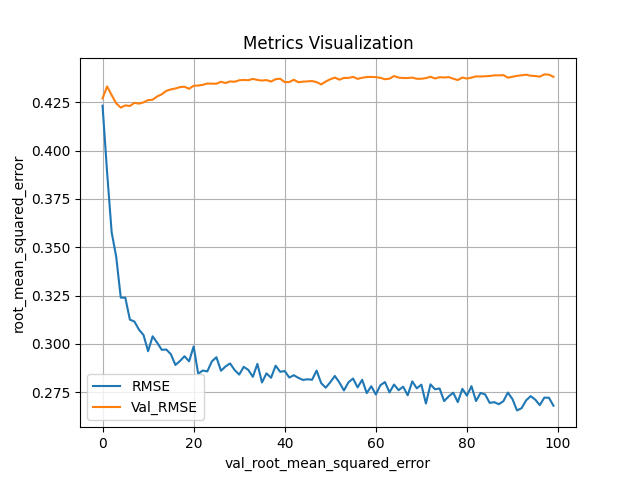 Metrics Visualization
root_mean_squared_error
0.425
0.400
0.375
0.350
0.325
0.300
0.275
RMSE
Val_RMSE
0 20 40 60 80 100
val_root_mean_squared_error